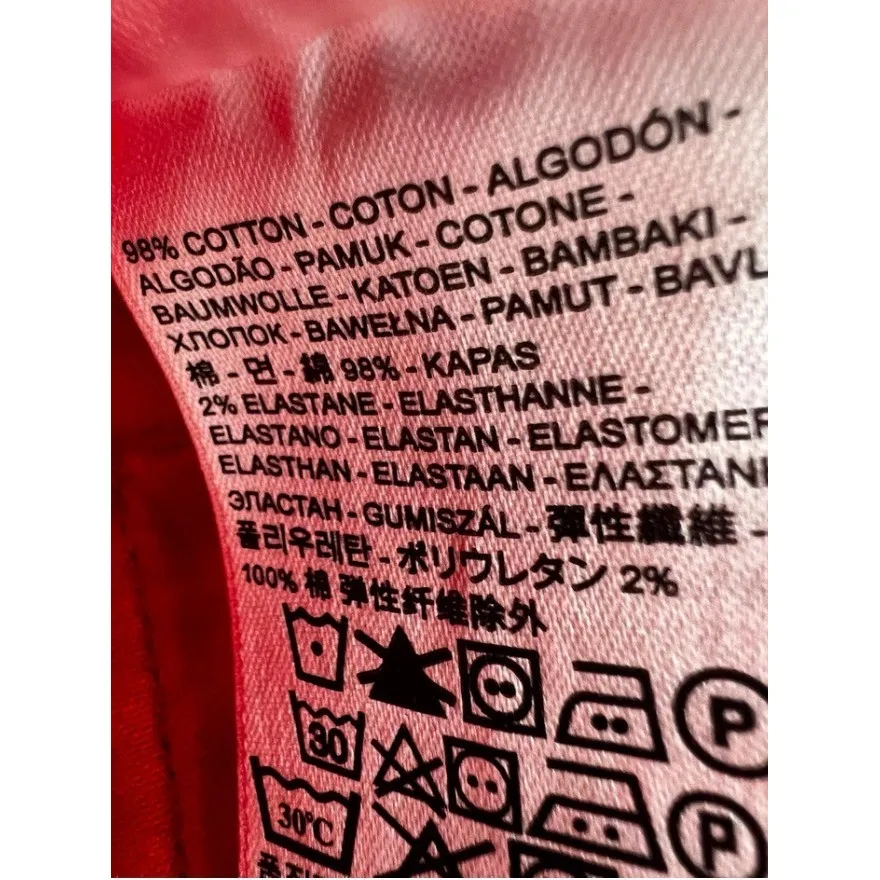 98% COTTON - COTON - ALGODÓN -
ALGODÃO - PAMUK - COTONE -
BAUMWOLLE - KATOEN - BAMBAKI -
ХЛОПОК - BAWEŁNA - PAMUT - BAVL
棉 - 면 - 綿 98% - KAPAS
2% ELASTANE - ELASTHANNE -
ELASTANO - ELASTAN - ELASTOMER
ELASTHAN - ELASTAAN - ΕΛΑΣΤΑΝ
ЭЛАСТАН - GUMISZÁL - 彈性纖維 -
폴리우레탄 - ポリウレタン 2%
100% 棉 弹性纤维除外
P
30
30°C P